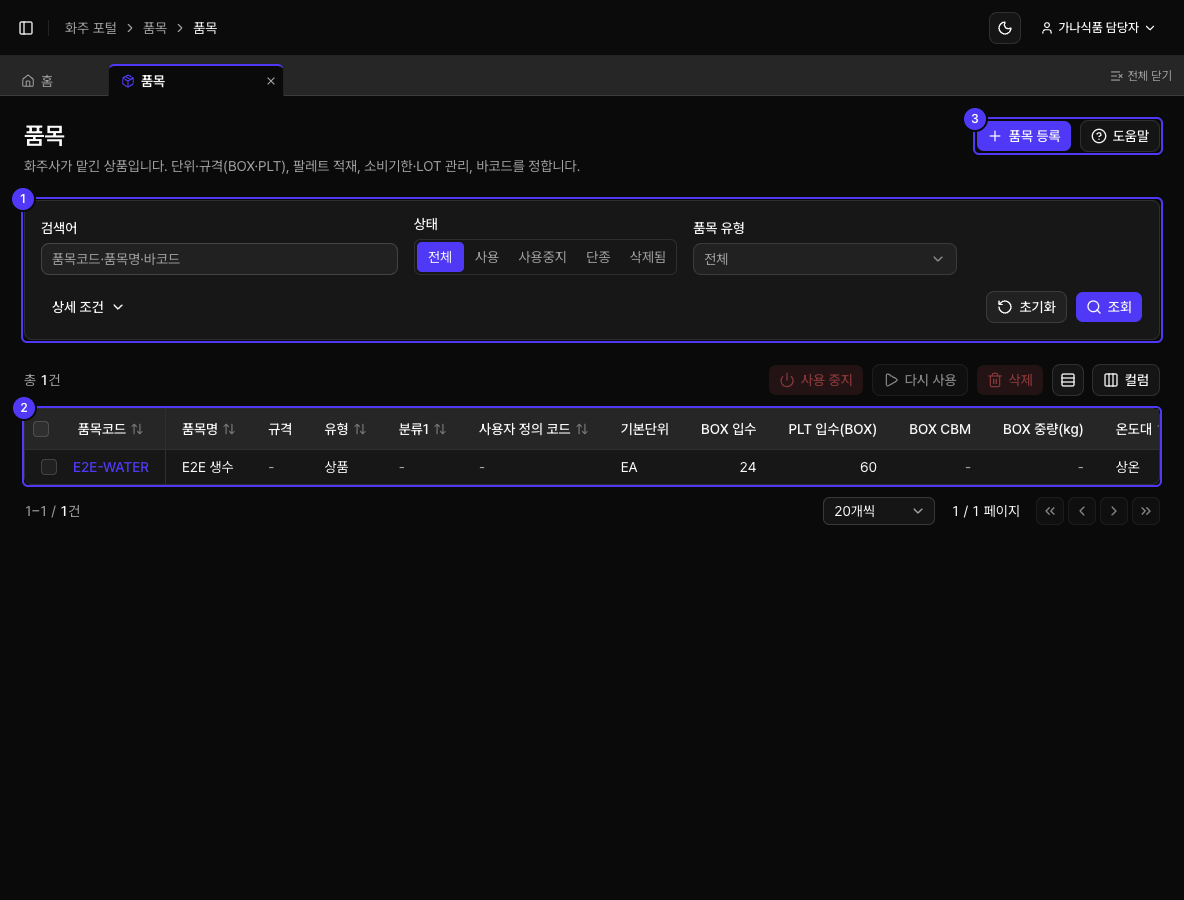 화주 포털 > 품목 > 품목
가나식품 담당자
홈
품목
전체 닫기
품목
3
품목 등록
도움말
화주사가 맡긴 상품입니다. 단위·규격(BOX·PLT), 팔레트 적재, 소비기한·LOT 관리, 바코드를 정합니다.
1
검색어
상태
품목 유형
품목코드·품목명·바코드
전체 사용 사용중지 단종 삭제됨
전체
상세 조건
초기화
조회
총 1건
사용 중지
다시 사용
삭제
컬럼
2
품목코드 품목명 규격 유형 분류1 사용자 정의 코드 기본단위 BOX 입수 PLT 입수(BOX) BOX CBM BOX 중량(kg) 온도대
E2E-WATER E2E 생수 - 상품 - - EA 24 60 - - 상온
1–1 / 1건
20개씩
1 / 1 페이지